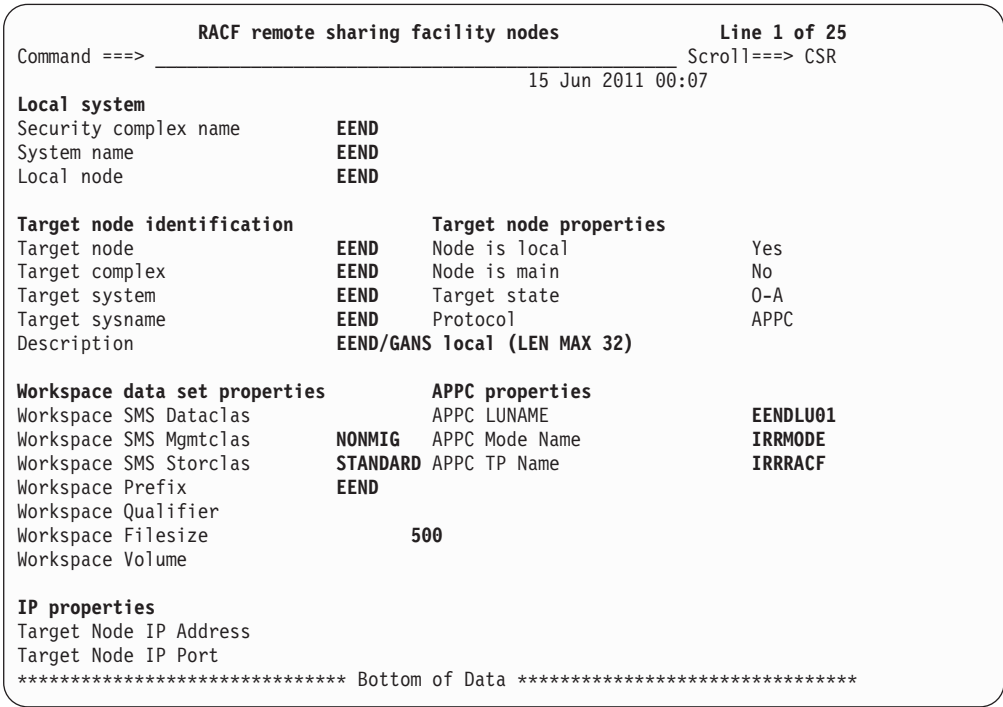 RACF remote sharing facility nodes Line 1 of 25
Command ===> _________________________________________________ Scroll===> CSR
15 Jun 2011 00:07
Local system
Security complex name EEND
System name EEND
Local node EEND
Target node identification Target node properties
Target node EEND Node is local Yes
Target complex EEND Node is main No
Target system EEND Target state O-A
Target sysname EEND Protocol APPC
Description EEND/GANS local (LEN MAX 32)
Workspace data set properties APPC properties
Workspace SMS Dataclas APPC LUNAME EENDLU01
Workspace SMS Mgmtclas NONMIG APPC Mode Name IRRMODE
Workspace SMS Storclas STANDARD APPC TP Name IRRRACF
Workspace Prefix EEND
Workspace Qualifier
Workspace Filesize 500
Workspace Volume
IP properties
Target Node IP Address
Target Node IP Port
******************************* Bottom of Data ********************************